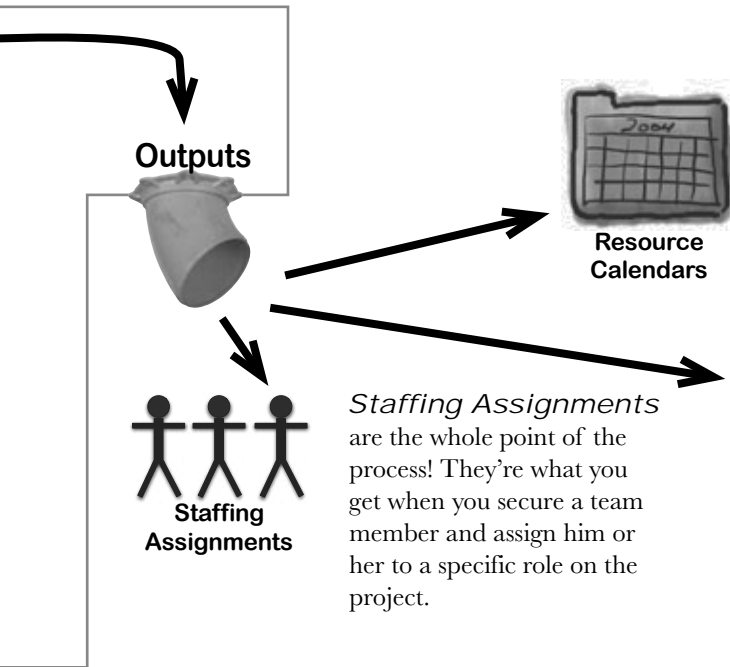 Outputs
2004
Resource
Calendars
Staffing
Assignments
Staffing Assignments
are the whole point of the
process! They're what you
get when you secure a team
member and assign him or
her to a specific role on the
project.